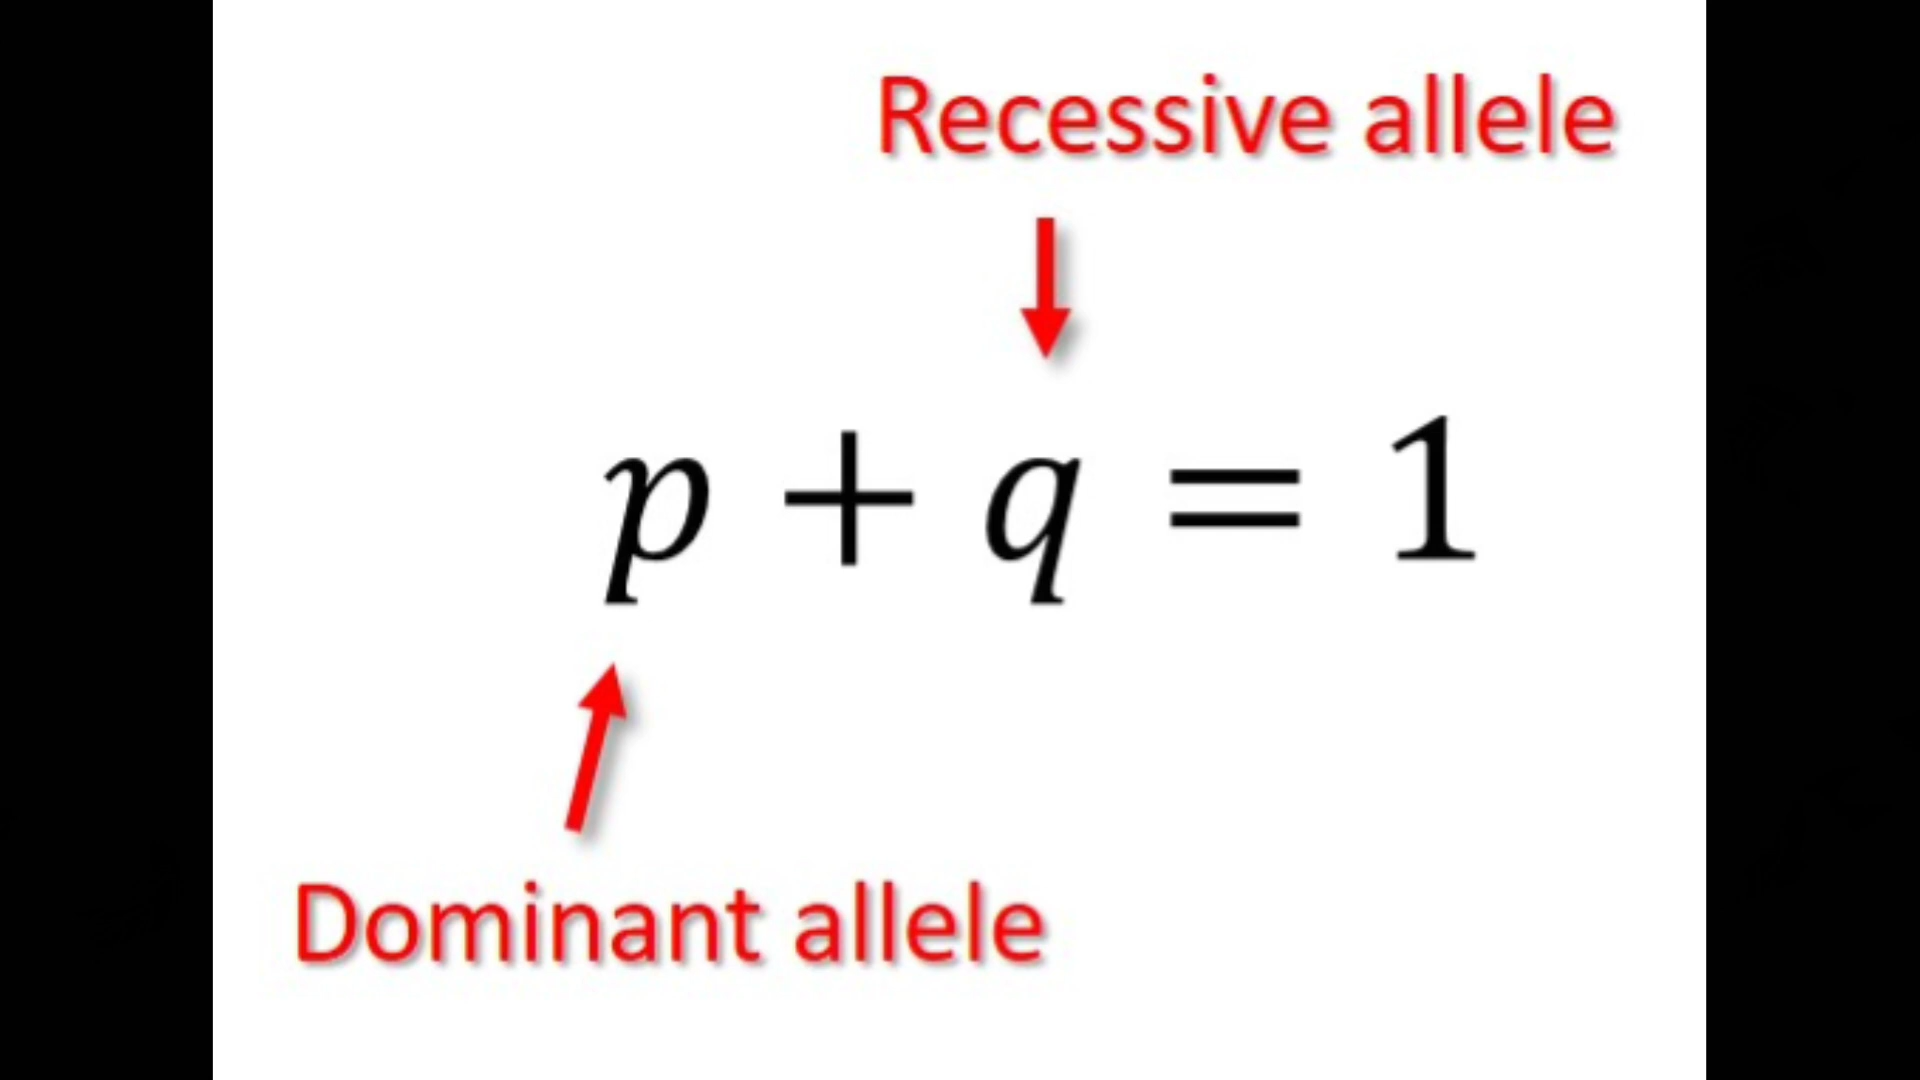 Recessive allele
p + q = 1
Dominant allele